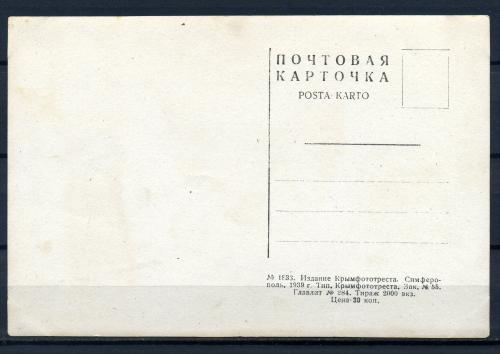 ПОЧТОВАЯ
КАРТОЧКА
POSTA-KARTO
№ 1833. Издание Крымфототреста. Симферо-
поль, 1939 г. Тип. Крымфототреста, Зак. № 55.
Главлит № 284. Тираж 2000 экз.
Цена 30 коп.